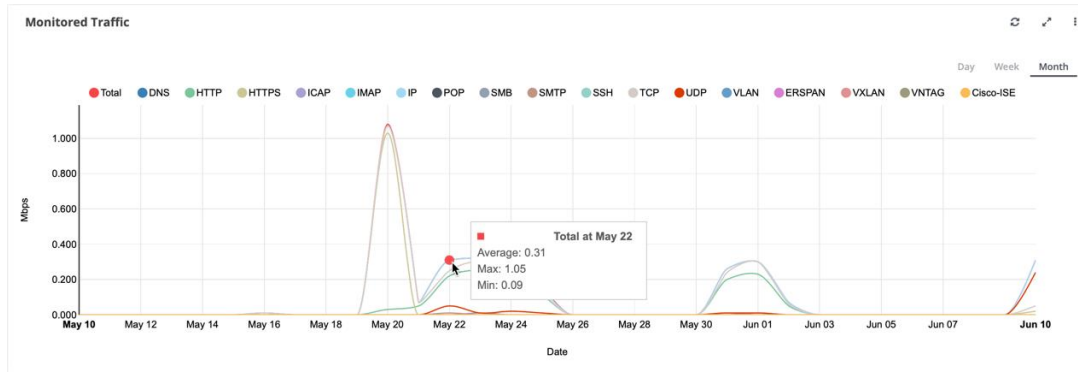 Monitored Traffic
Day Week Month
Total DNS HTTP HTTPS ICAP IMAP IP POP SMB SMTP SSH TCP UDP VLAN ERSPAN VXLAN VNTAG Cisco-ISE
1.000
0.800
0.600
0.400
0.200
0.000
Mbps
Total at May 22
Average: 0.31
Max: 1.05
Min: 0.09
May 10 May 12 May 14 May 16 May 18 May 20 May 22 May 24 May 26 May 28 May 30 Jun 01 Jun 03 Jun 05 Jun 07 Jun 10
Date